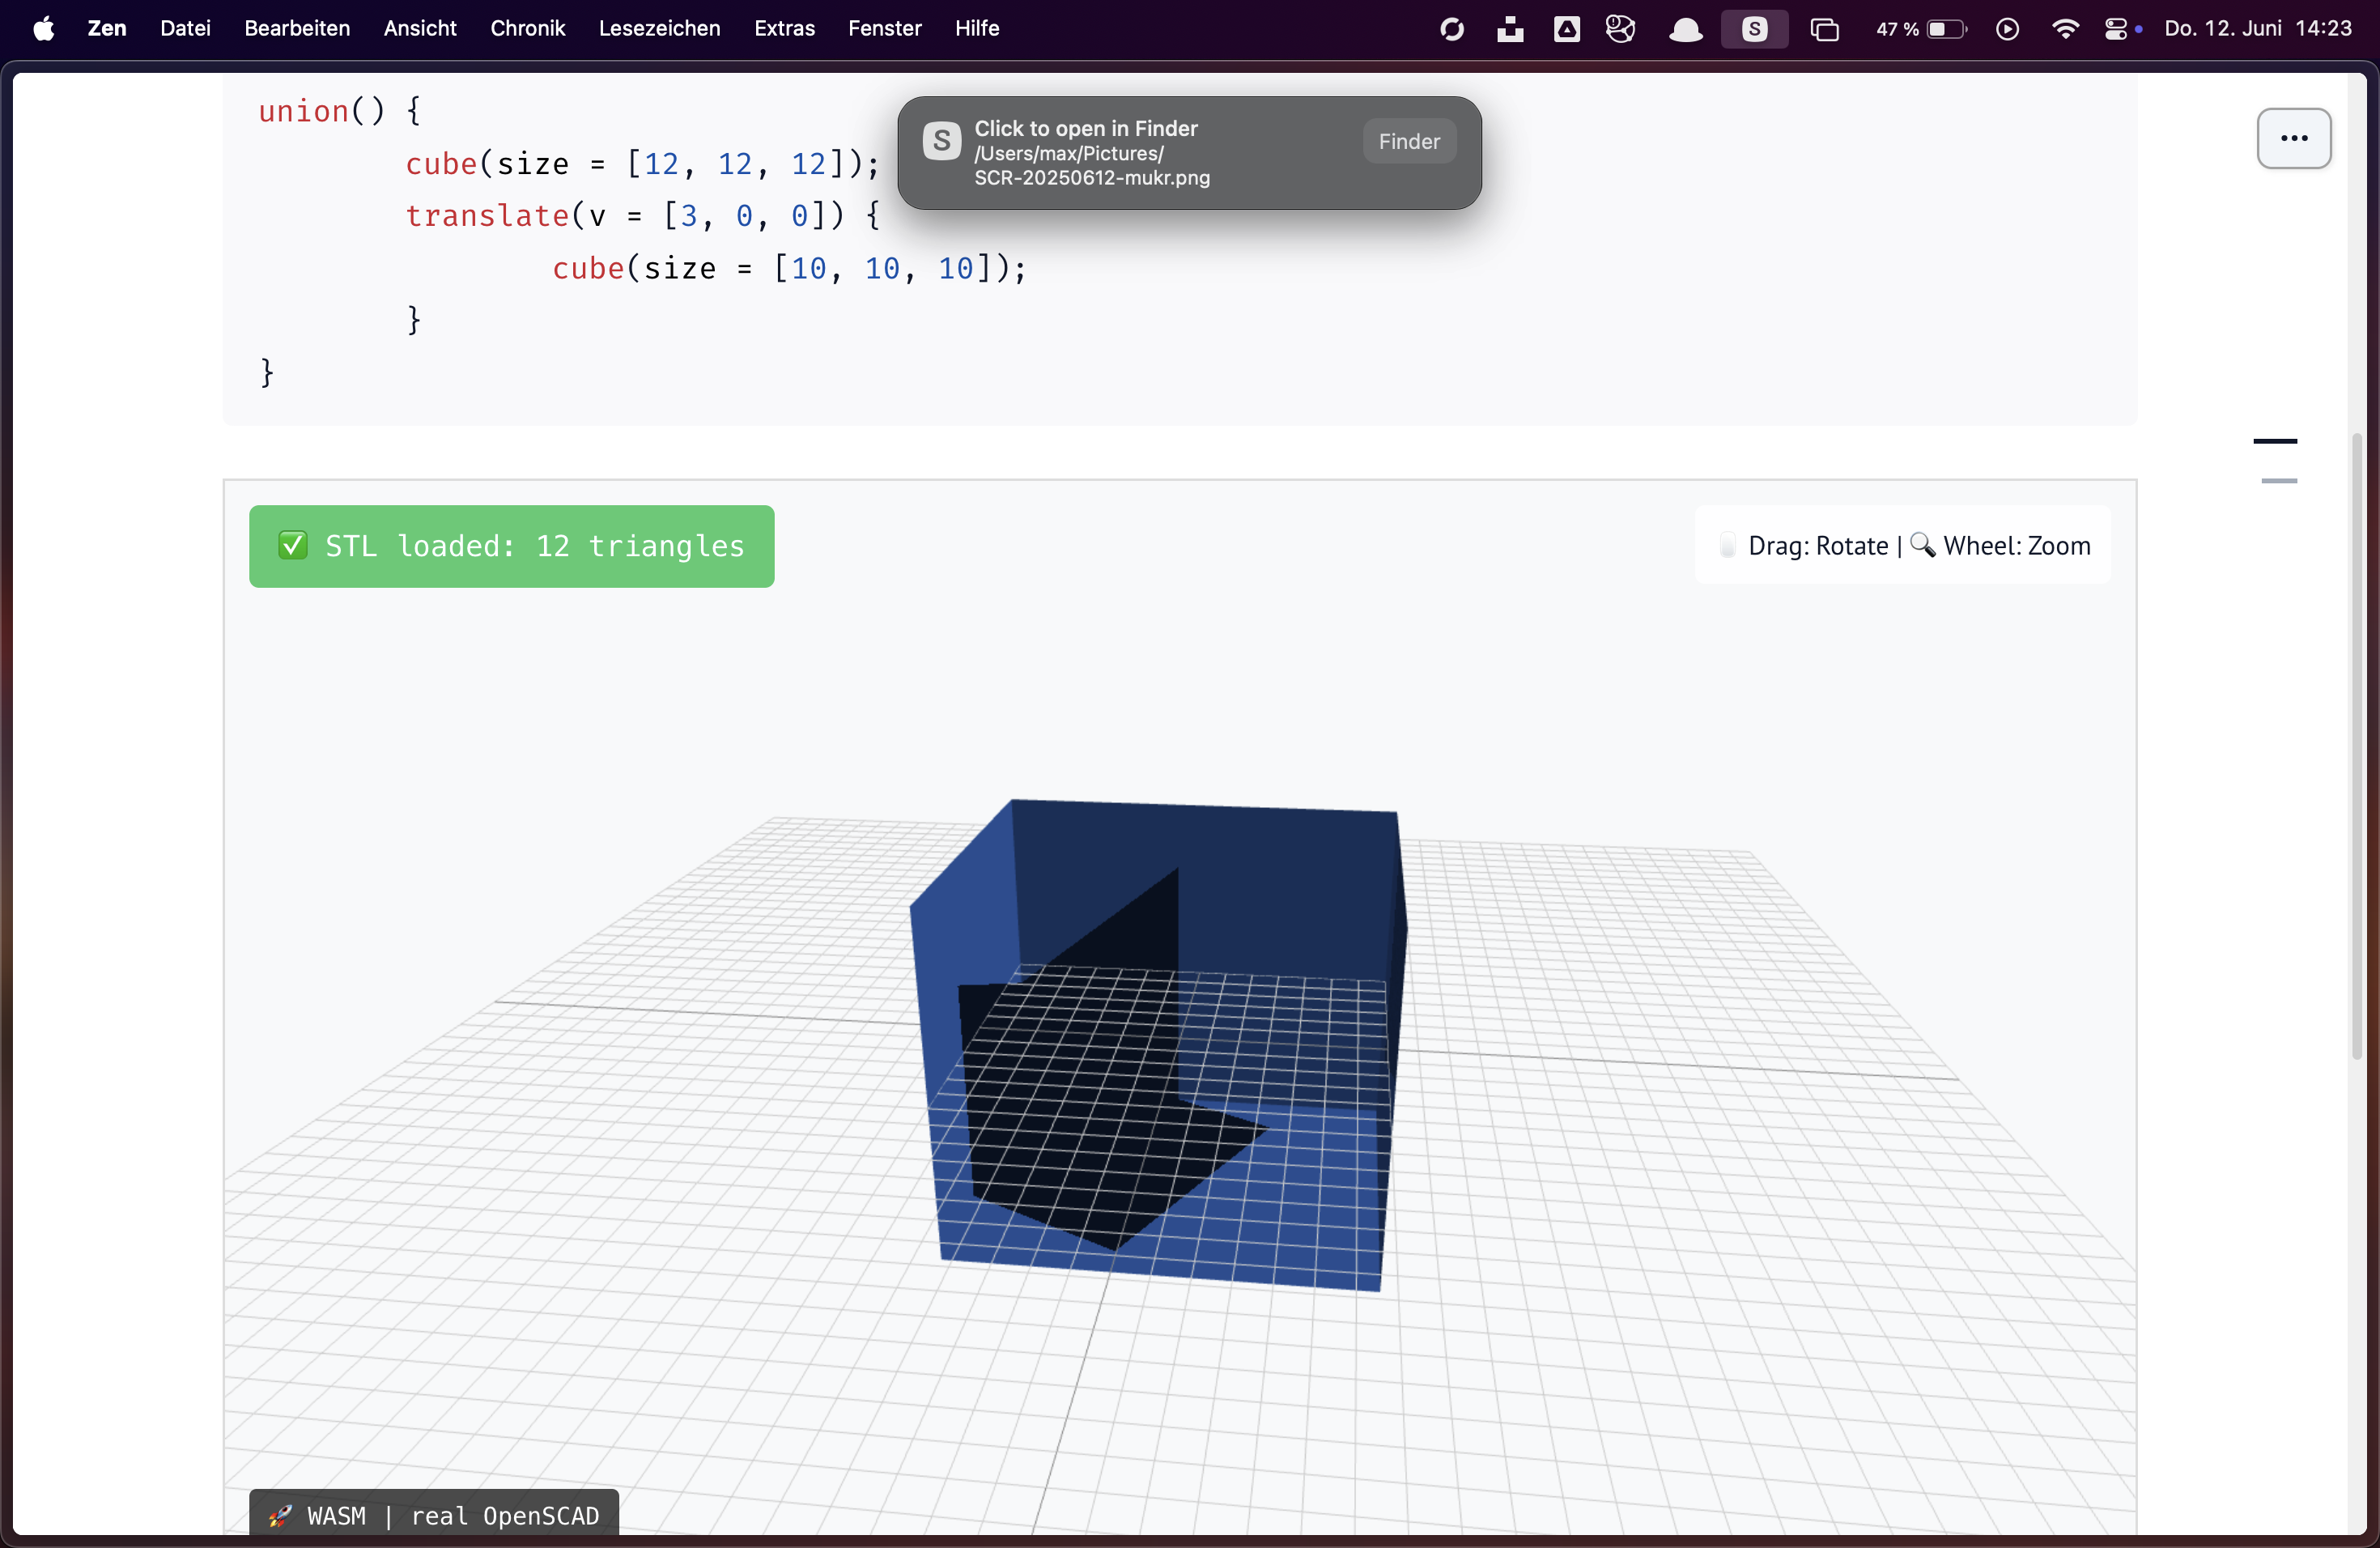 Zen Datei Bearbeiten Ansicht Chronik Lesezeichen Extras Fenster Hilfe S 47 % Do. 12. Juni 14:23
union() {
cube(size = [12, 12, 12]);
translate(v = [3, 0, 0]) {
cube(size = [10, 10, 10]);
}
}
S
Click to open in Finder
/Users/max/Pictures/
SCR-20250612-mukr.png
Finder
✅ STL loaded: 12 triangles
Drag: Rotate | 🔍 Wheel: Zoom
🚀 WASM | real OpenSCAD